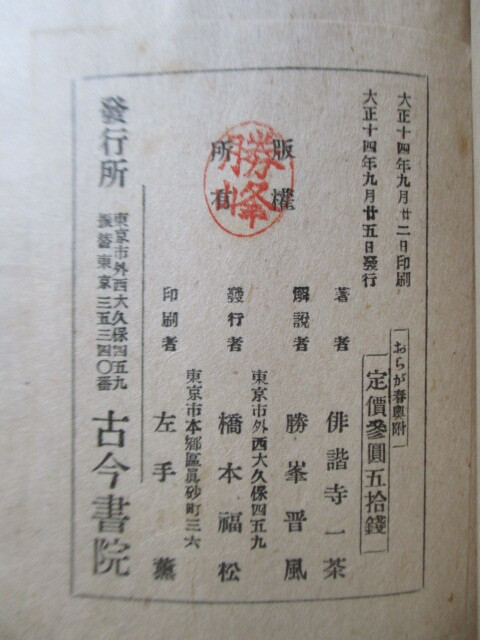 大正十四年九月廿二日印刷
大正十四年九月廿五日發行
おらが春奥附
定價參圓五拾錢
版權
所有
勝峯
著者 俳諧寺一茶
解説者 勝峯晋風
東京市外西大久保四五九
發行者 橋本福松
東京市本郷區眞砂町三六
印刷者 左手薫
發行所 東京市外西大久保四五九
振替東京三五三四〇番
古今書院